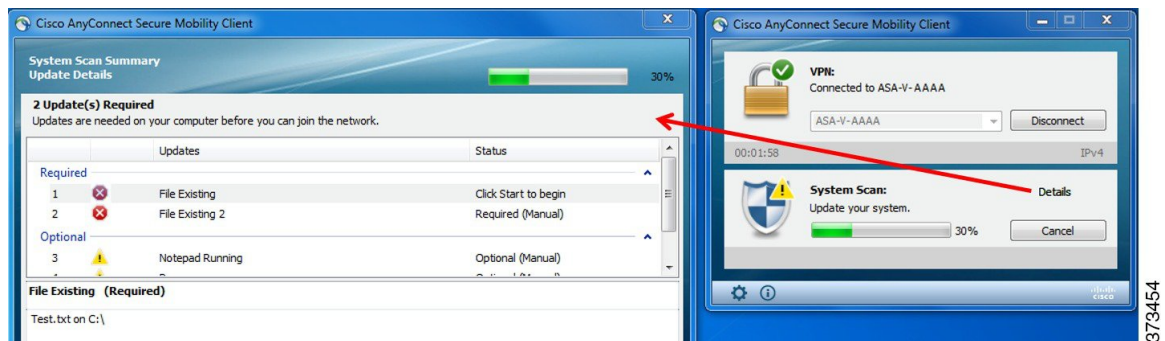 Cisco AnyConnect Secure Mobility Client
System Scan Summary
Update Details
30%
2 Update(s) Required
Updates are needed on your computer before you can join the network.
Updates Status
Required
1 File Existing Click Start to begin
2 File Existing 2 Required (Manual)
Optional
3 Notepad Running Optional (Manual)
File Existing (Required)
Test.txt on C:\
Cisco AnyConnect Secure Mobility Client
VPN:
Connected to ASA-V-AAAA
ASA-V-AAAA Disconnect
00:01:58 IPv4
System Scan: Details
Update your system.
30% Cancel
CISCO
373454